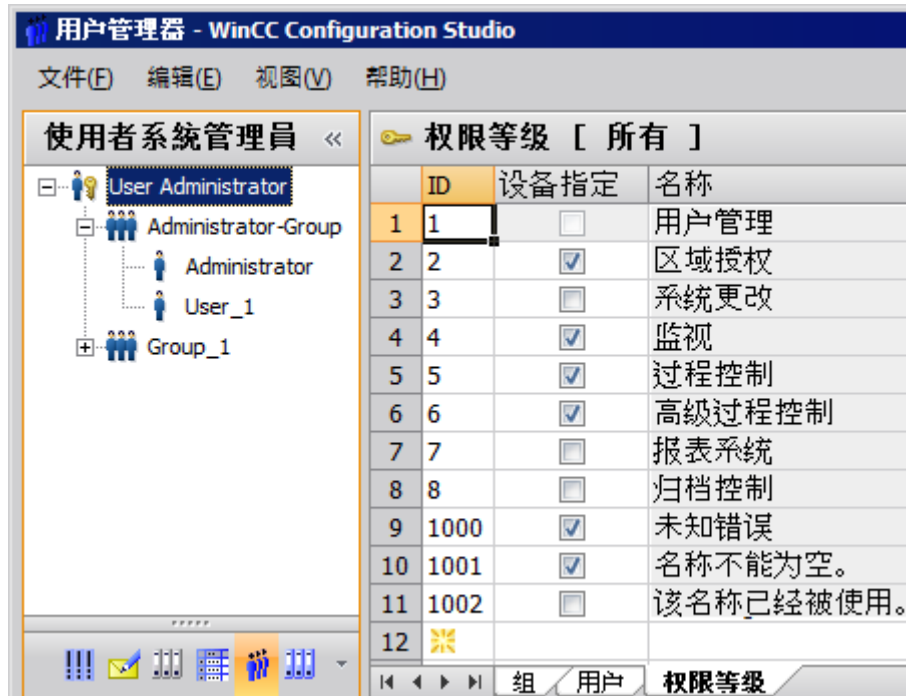 用户管理器 - WinCC Configuration Studio
文件(F) 编辑(E) 视图(V) 帮助(H)
使用者系統管理員 «
权限等级 [ 所有 ]
User Administrator
Administrator-Group
Administrator
User_1
Group_1
ID 设备指定 名称
1 1 用户管理
2 2 区域授权
3 3 系统更改
4 4 监视
5 5 过程控制
6 6 高级过程控制
7 7 报表系统
8 8 归档控制
9 1000 未知错误
10 1001 名称不能为空。
11 1002 该名称已经被使用。
12
组 用户 权限等级